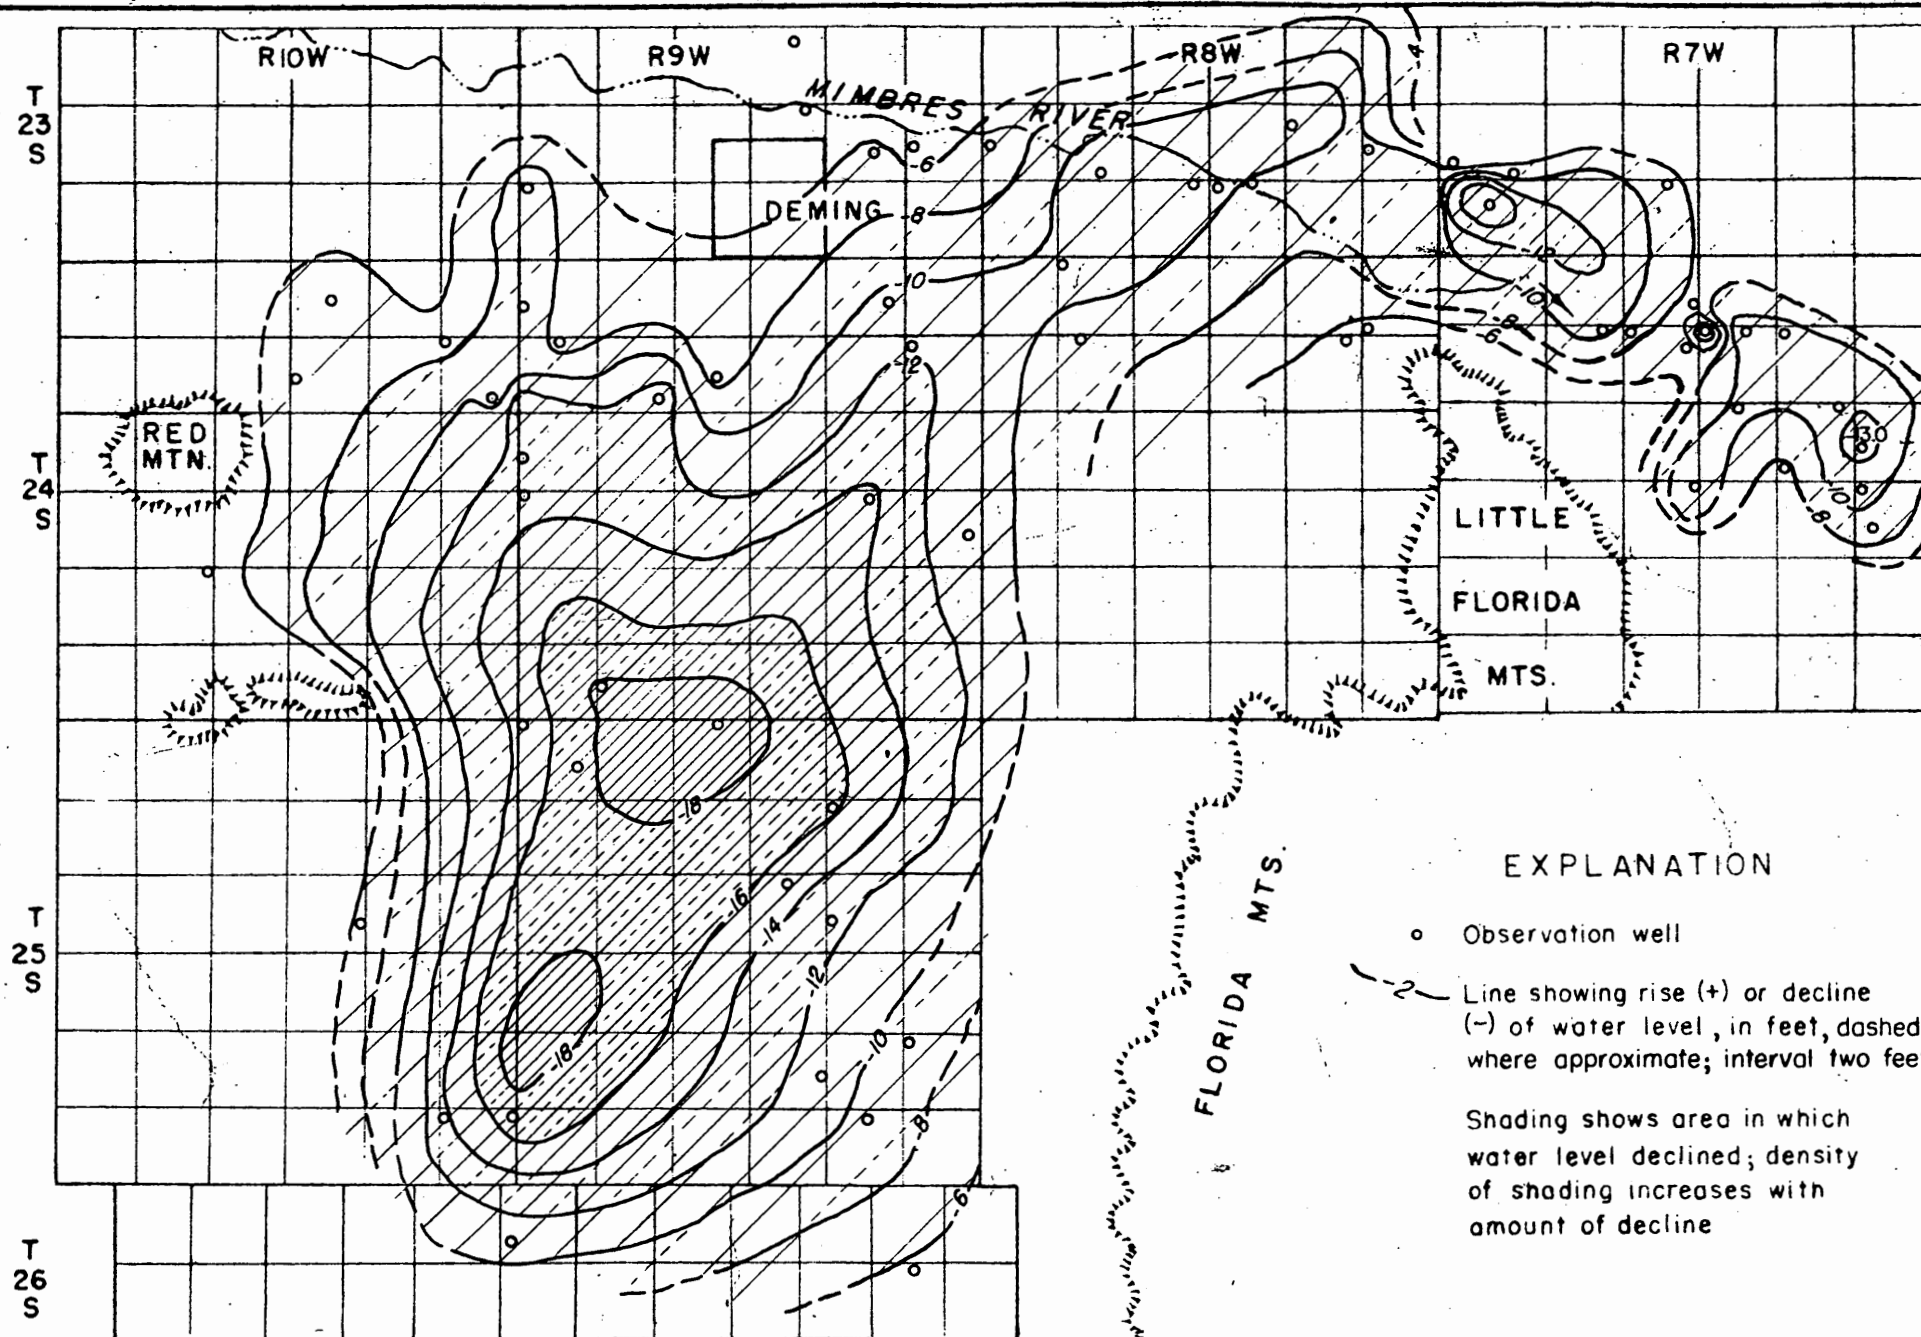 R10W
R9W
R8W
R7W
-4
T
23
S
MIMBRES RIVER
-6
DEMING
-8
-10
-12
-12
-10
-8
-6
RED
MTN.
T
24
S
-13.0
-10
-8
LITTLE
FLORIDA
MTS.
-18
-16
-14
-12
-18
-10
-8
-6
T
25
S
T
26
S
FLORIDA MTS.
EXPLANATION
Observation well
-2
Line showing rise (+) or decline
(-) of water level, in feet, dashed
where approximate; interval two fee
Shading shows area in which
water level declined; density
of shading increases with
amount of decline